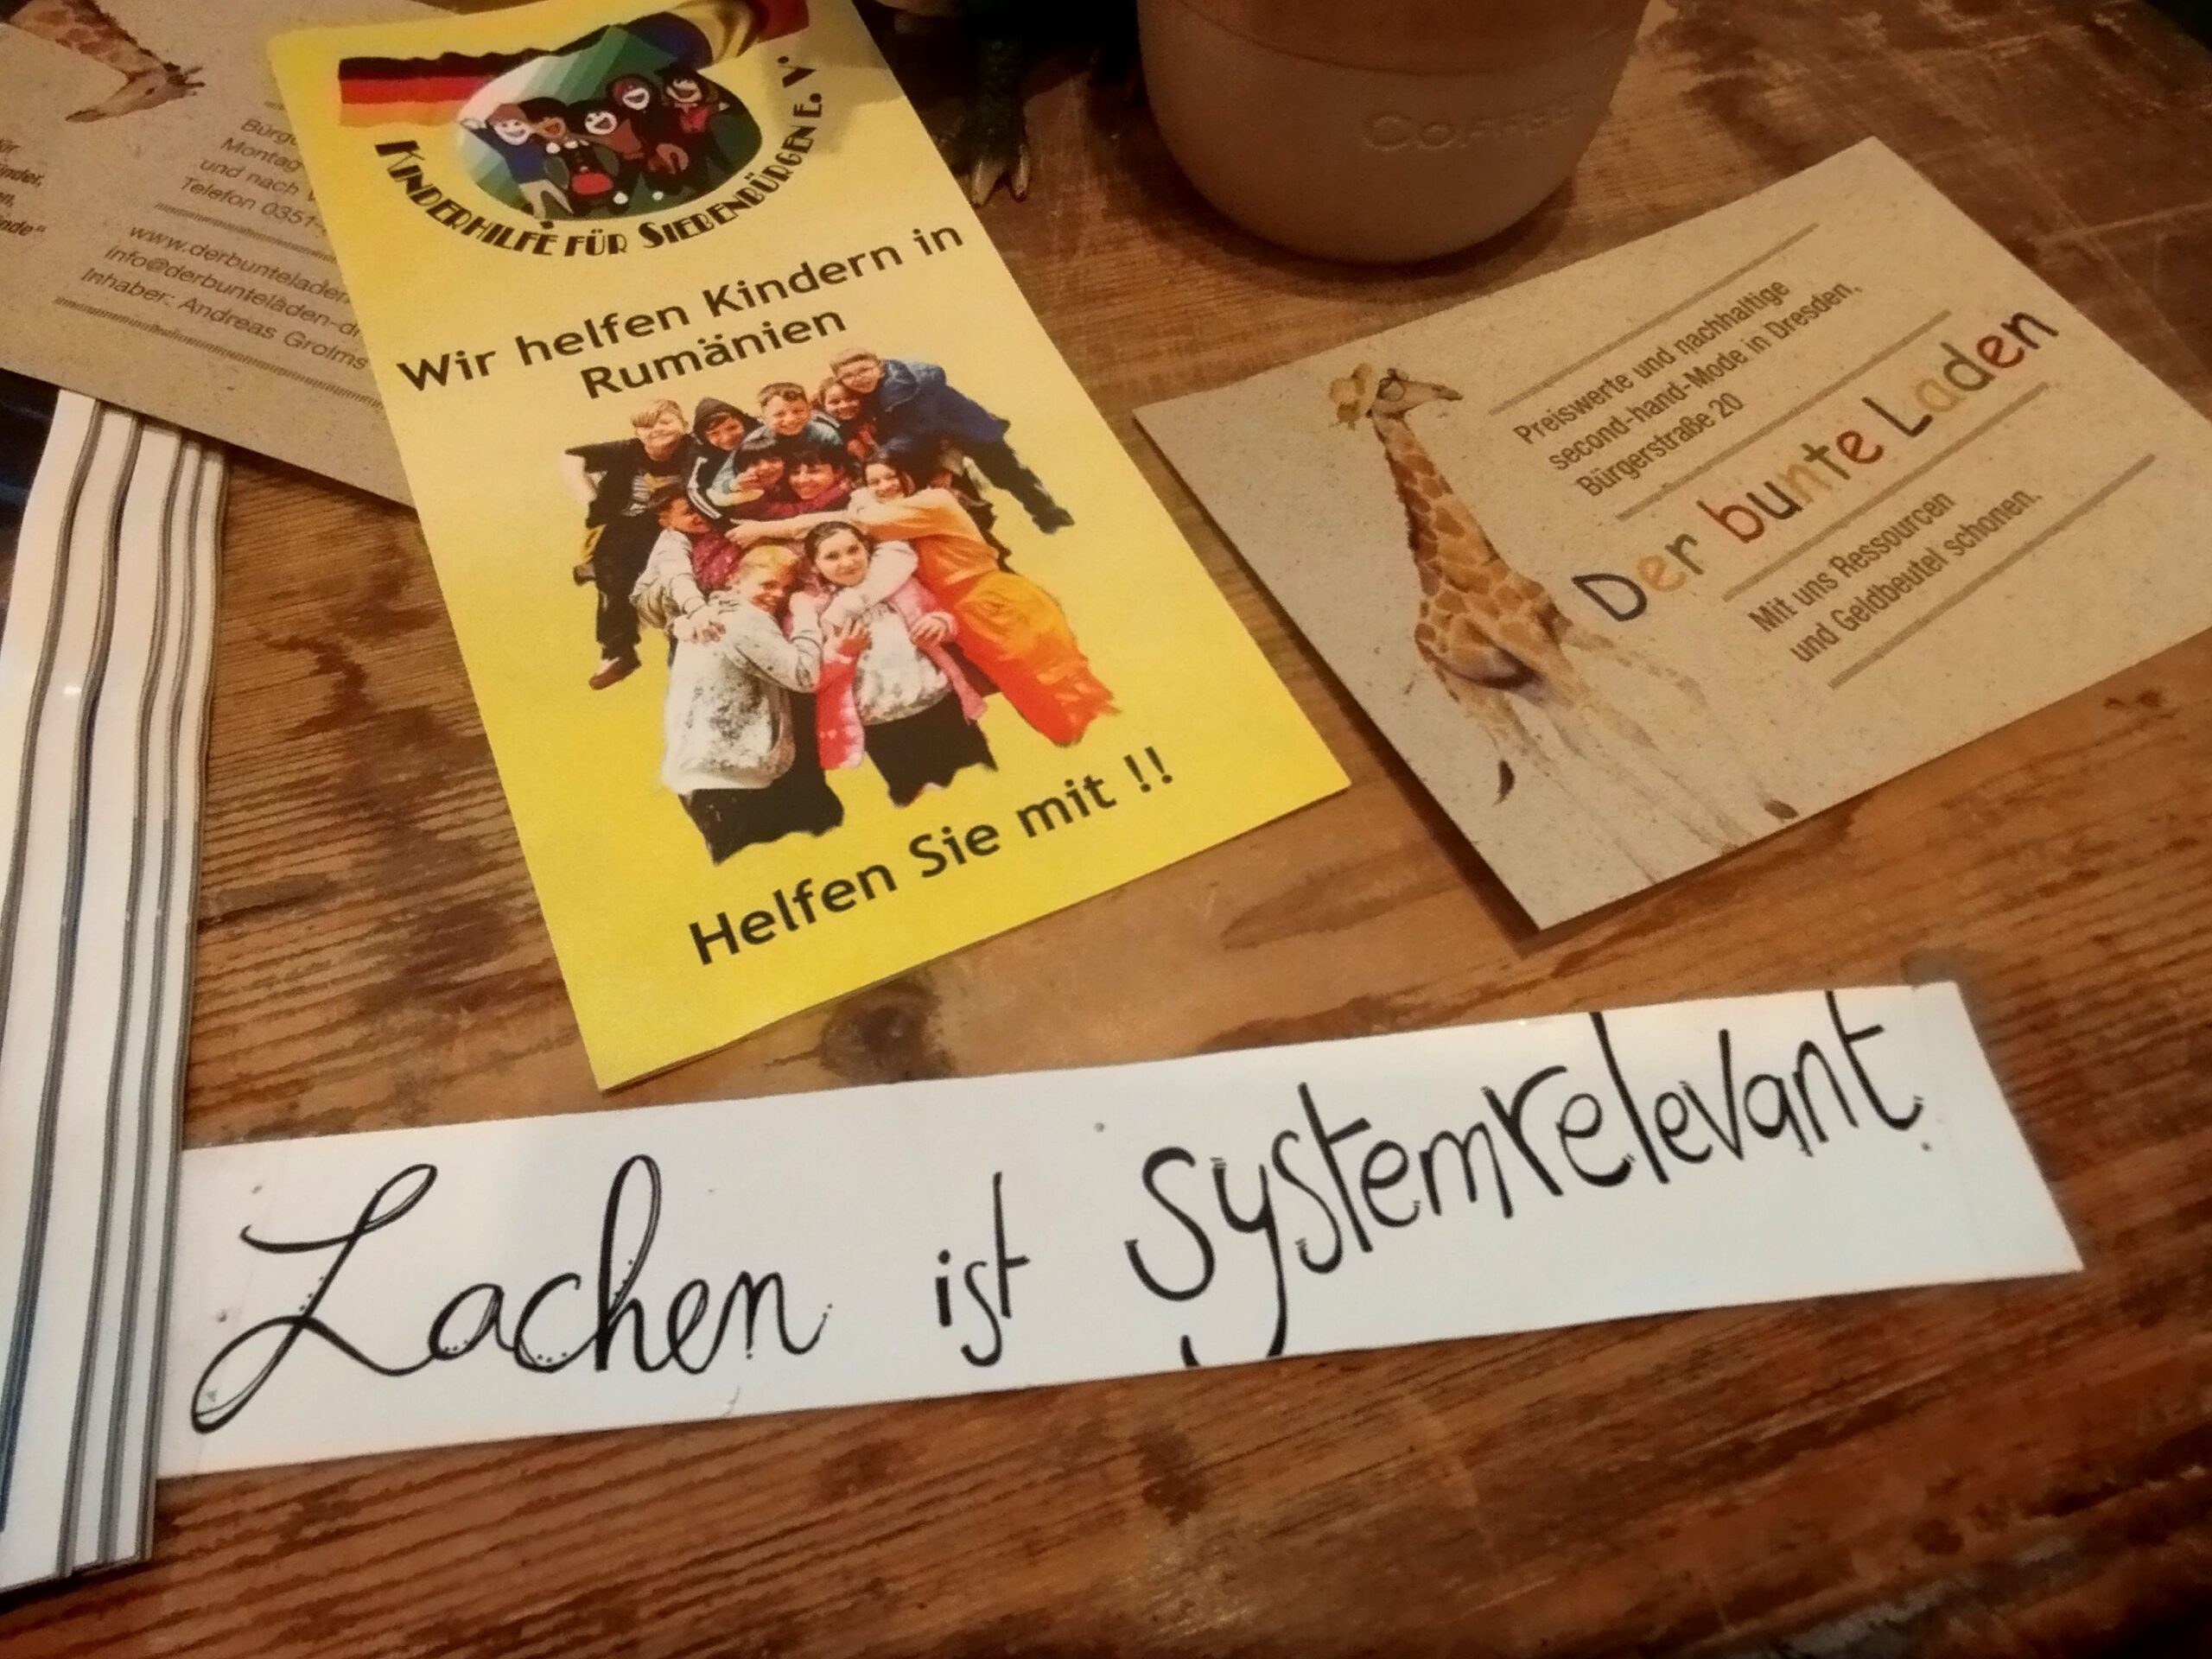 Bürge
Montag
und nach
Telefon 0351-
www.derbunteladen
info@derbunteladen-dr
Inhaber: Andreas Grolms
KINDERHILFE FÜR SIEBENBÜRGEN E.V.
Wir helfen Kindern in
Rumänien
Helfen Sie mit !!
COFFEE
Preiswerte und nachhaltige
second-hand-Mode in Dresden.
Bürgerstraße 20
Der bunte Laden
Mit uns Ressourcen
und Geldbeutel schonen.
Lachen ist systemrelevant